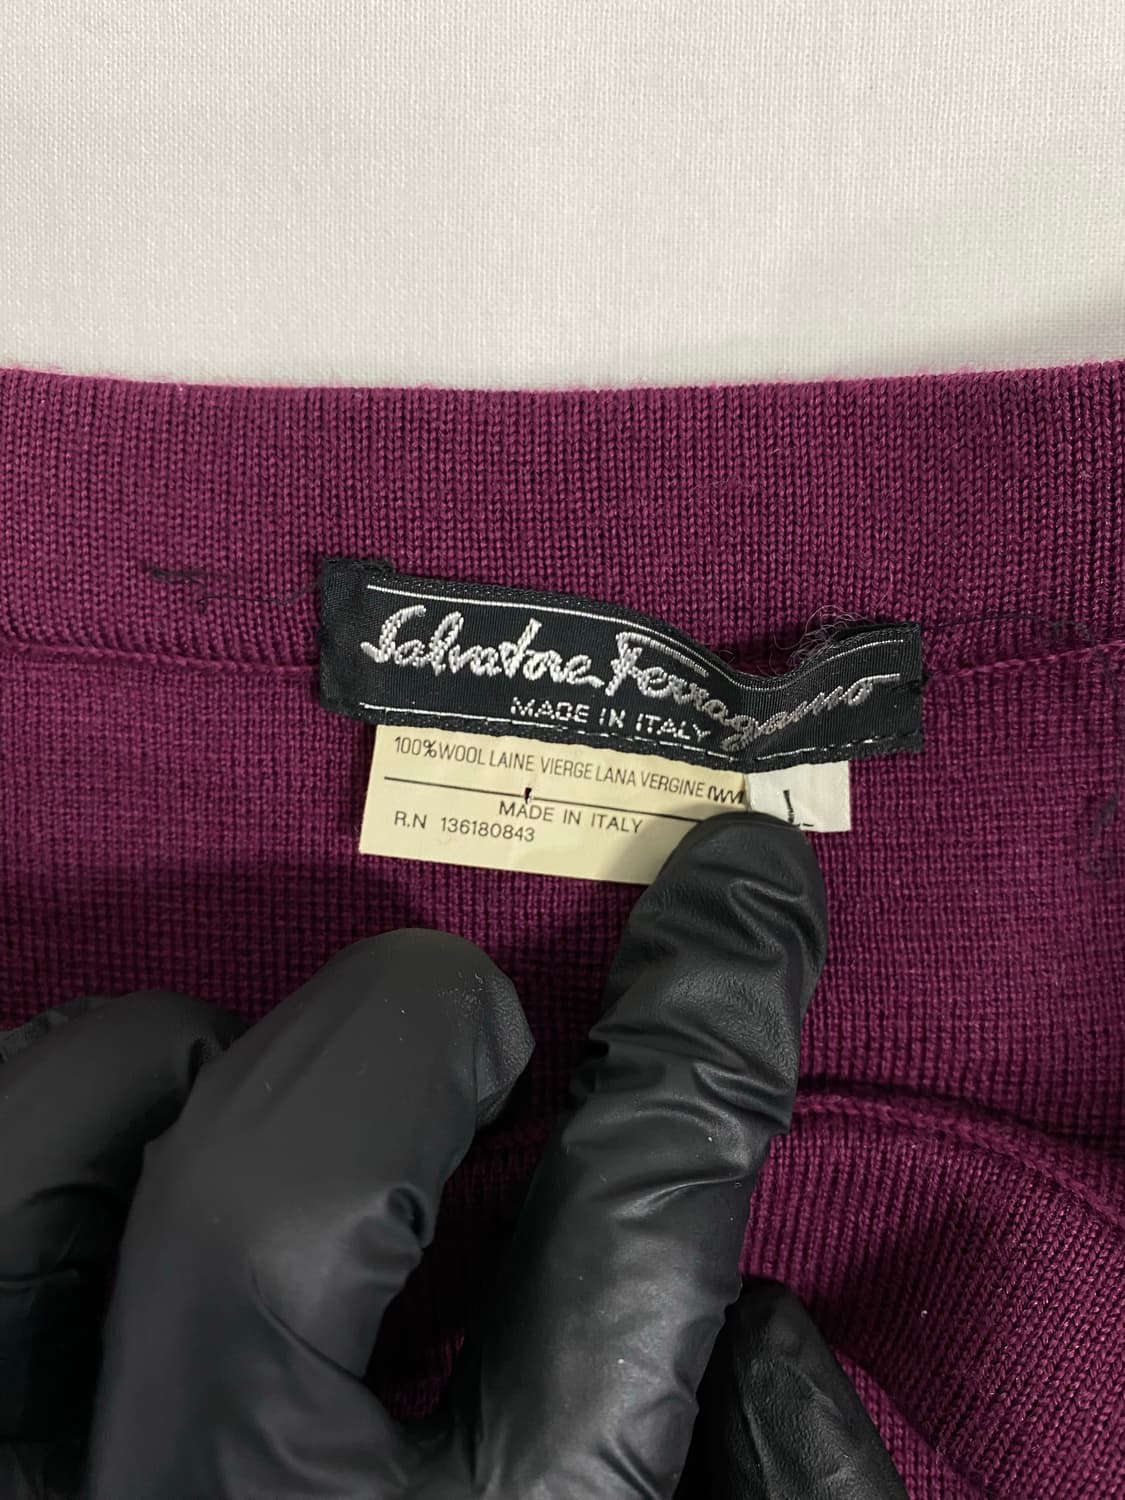 Salvatore Ferragamo
MADE IN ITALY
100%WOOL LAINE VIERGE LANA VERGINE
MADE IN ITALY
R.N 136180843
L